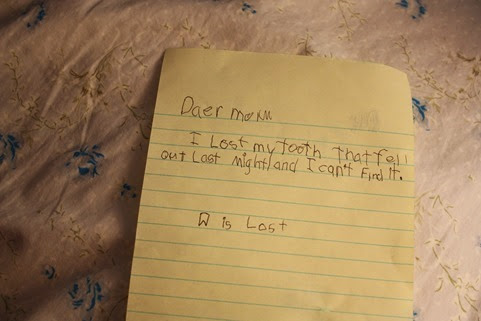 Daer mom
I Lost my tooth that fell
out Last night and I can't Find it.
is Lost